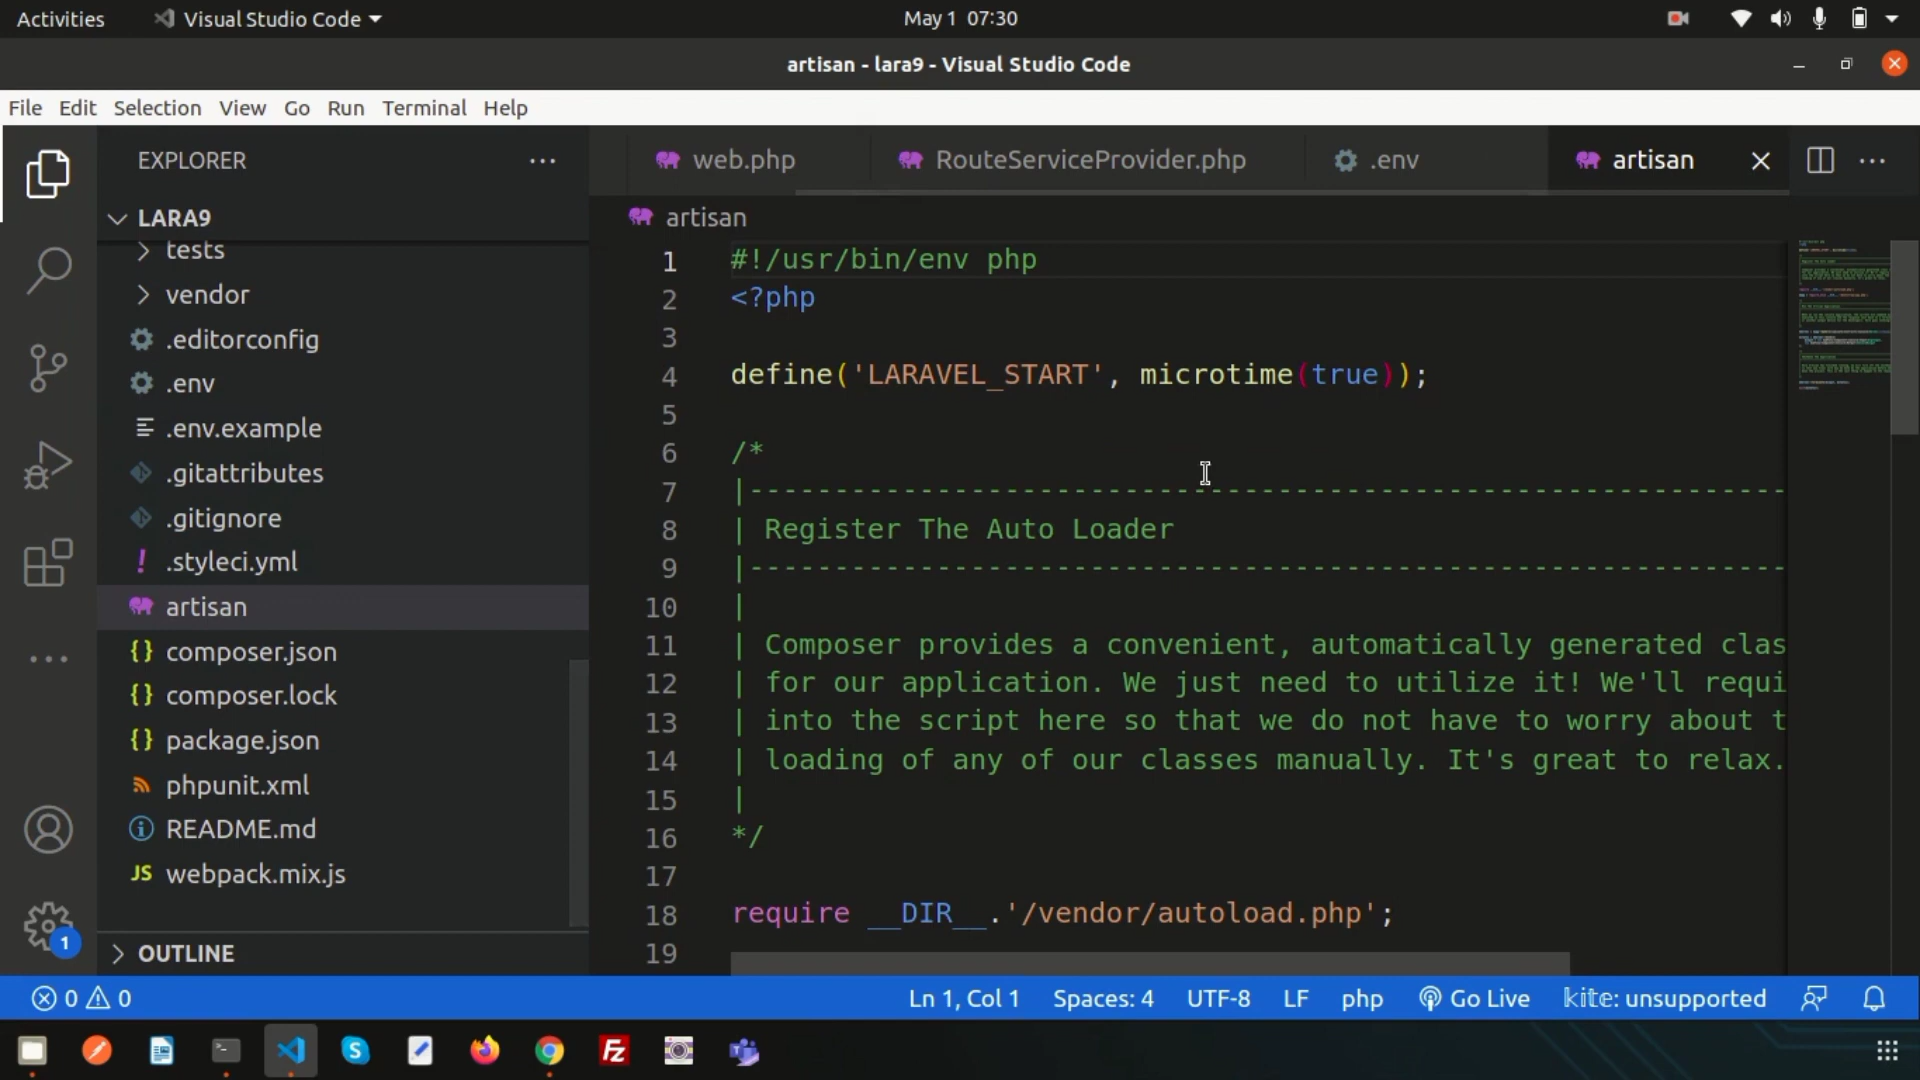 Activities
Visual Studio Code
May 1 07:30
artisan - lara9 - Visual Studio Code
File Edit Selection View Go Run Terminal Help
EXPLORER
LARA9
tests
vendor
.editorconfig
.env
.env.example
.gitattributes
.gitignore
.styleci.yml
artisan
composer.json
composer.lock
package.json
phpunit.xml
README.md
JS webpack.mix.js
OUTLINE
1
web.php
RouteServiceProvider.php
.env
artisan
artisan
1 #!/usr/bin/env php
2 <?php
3
4 define('LARAVEL_START', microtime(true));
5
6 /*
7 |--------------------------------------------------------------
8 | Register The Auto Loader
9 |--------------------------------------------------------------
10 |
11 | Composer provides a convenient, automatically generated clas
12 | for our application. We just need to utilize it! We'll requi
13 | into the script here so that we do not have to worry about t
14 | loading of any of our classes manually. It's great to relax.
15 |
16 */
17
18 require __DIR__.'/vendor/autoload.php';
19
0 0
Ln 1, Col 1
Spaces: 4
UTF-8
LF
php
Go Live
kite: unsupported